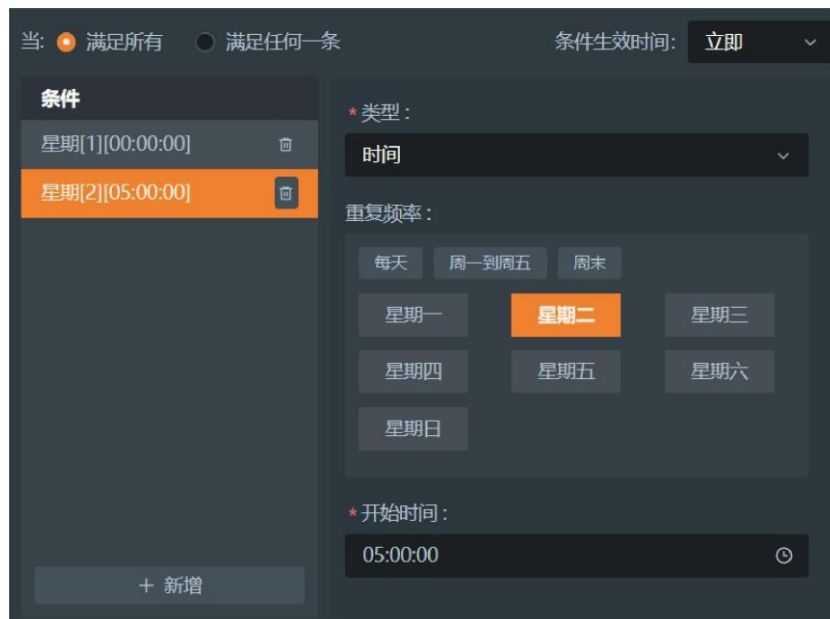 当: 满足所有 满足任何一条 条件生效时间: 立即
条件
星期[1][00:00:00]
星期[2][05:00:00]
+ 新增
* 类型 :
时间
重复频率 :
每天 周一到周五 周末
星期一 星期二 星期三
星期四 星期五 星期六
星期日
* 开始时间 :
05:00:00